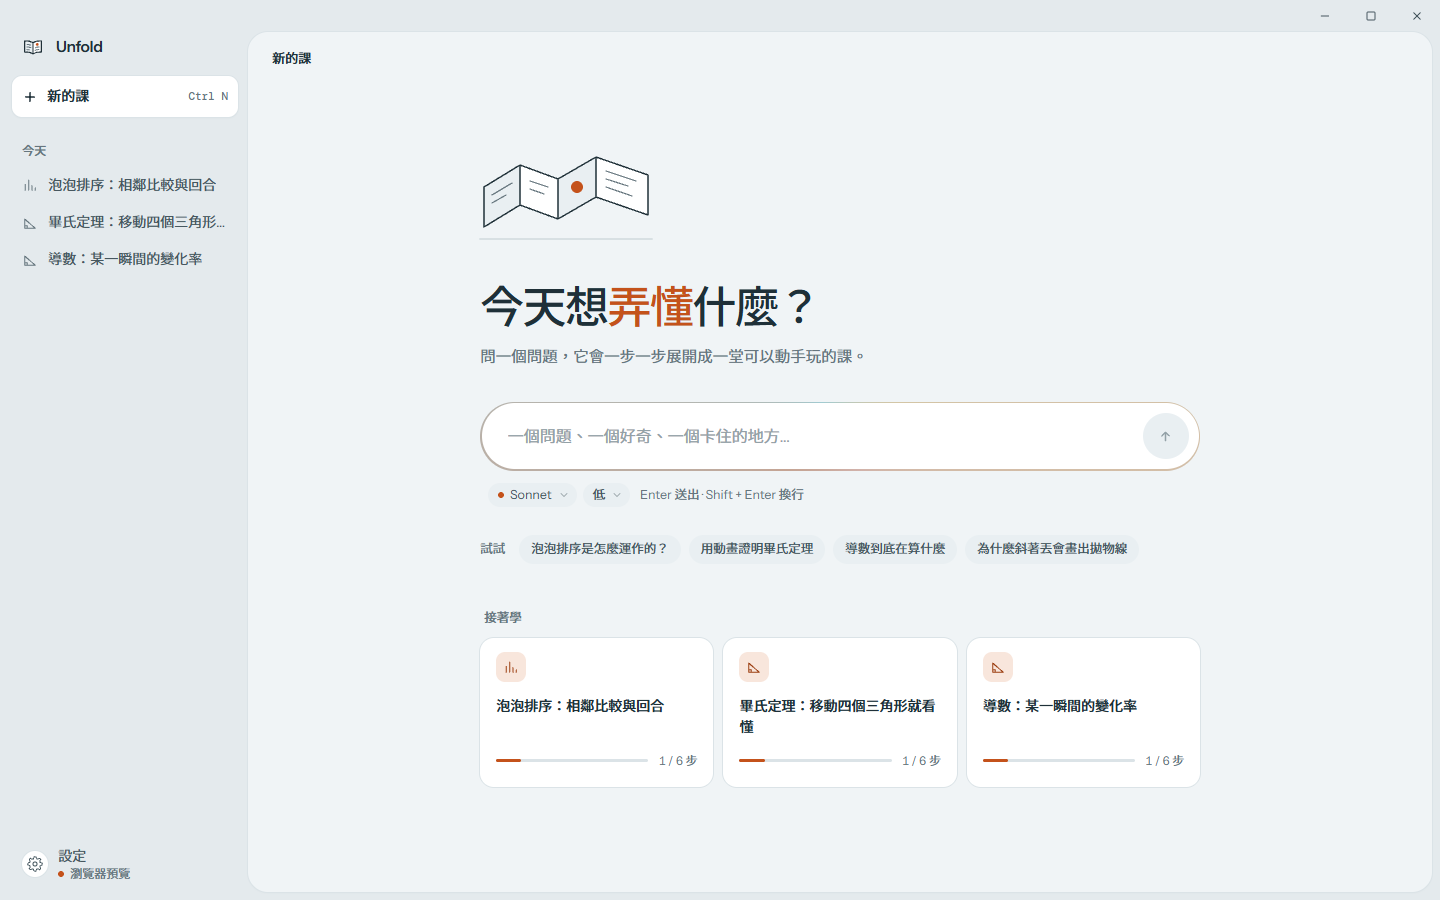 Unfold
新的課 Ctrl N
今天
泡泡排序：相鄰比較與回合
畢氏定理：移動四個三角形...
導數：某一瞬間的變化率
設定
瀏覽器預覽
新的課
今天想弄懂什麼？
問一個問題，它會一步一步展開成一堂可以動手玩的課。
一個問題、一個好奇、一個卡住的地方...
Sonnet 低 Enter 送出 · Shift + Enter 換行
試試 泡泡排序是怎麼運作的？ 用動畫證明畢氏定理 導數到底在算什麼 為什麼斜著丟會畫出拋物線
接著學
泡泡排序：相鄰比較與回合
1 / 6 步
畢氏定理：移動四個三角形就看
懂
1 / 6 步
導數：某一瞬間的變化率
1 / 6 步